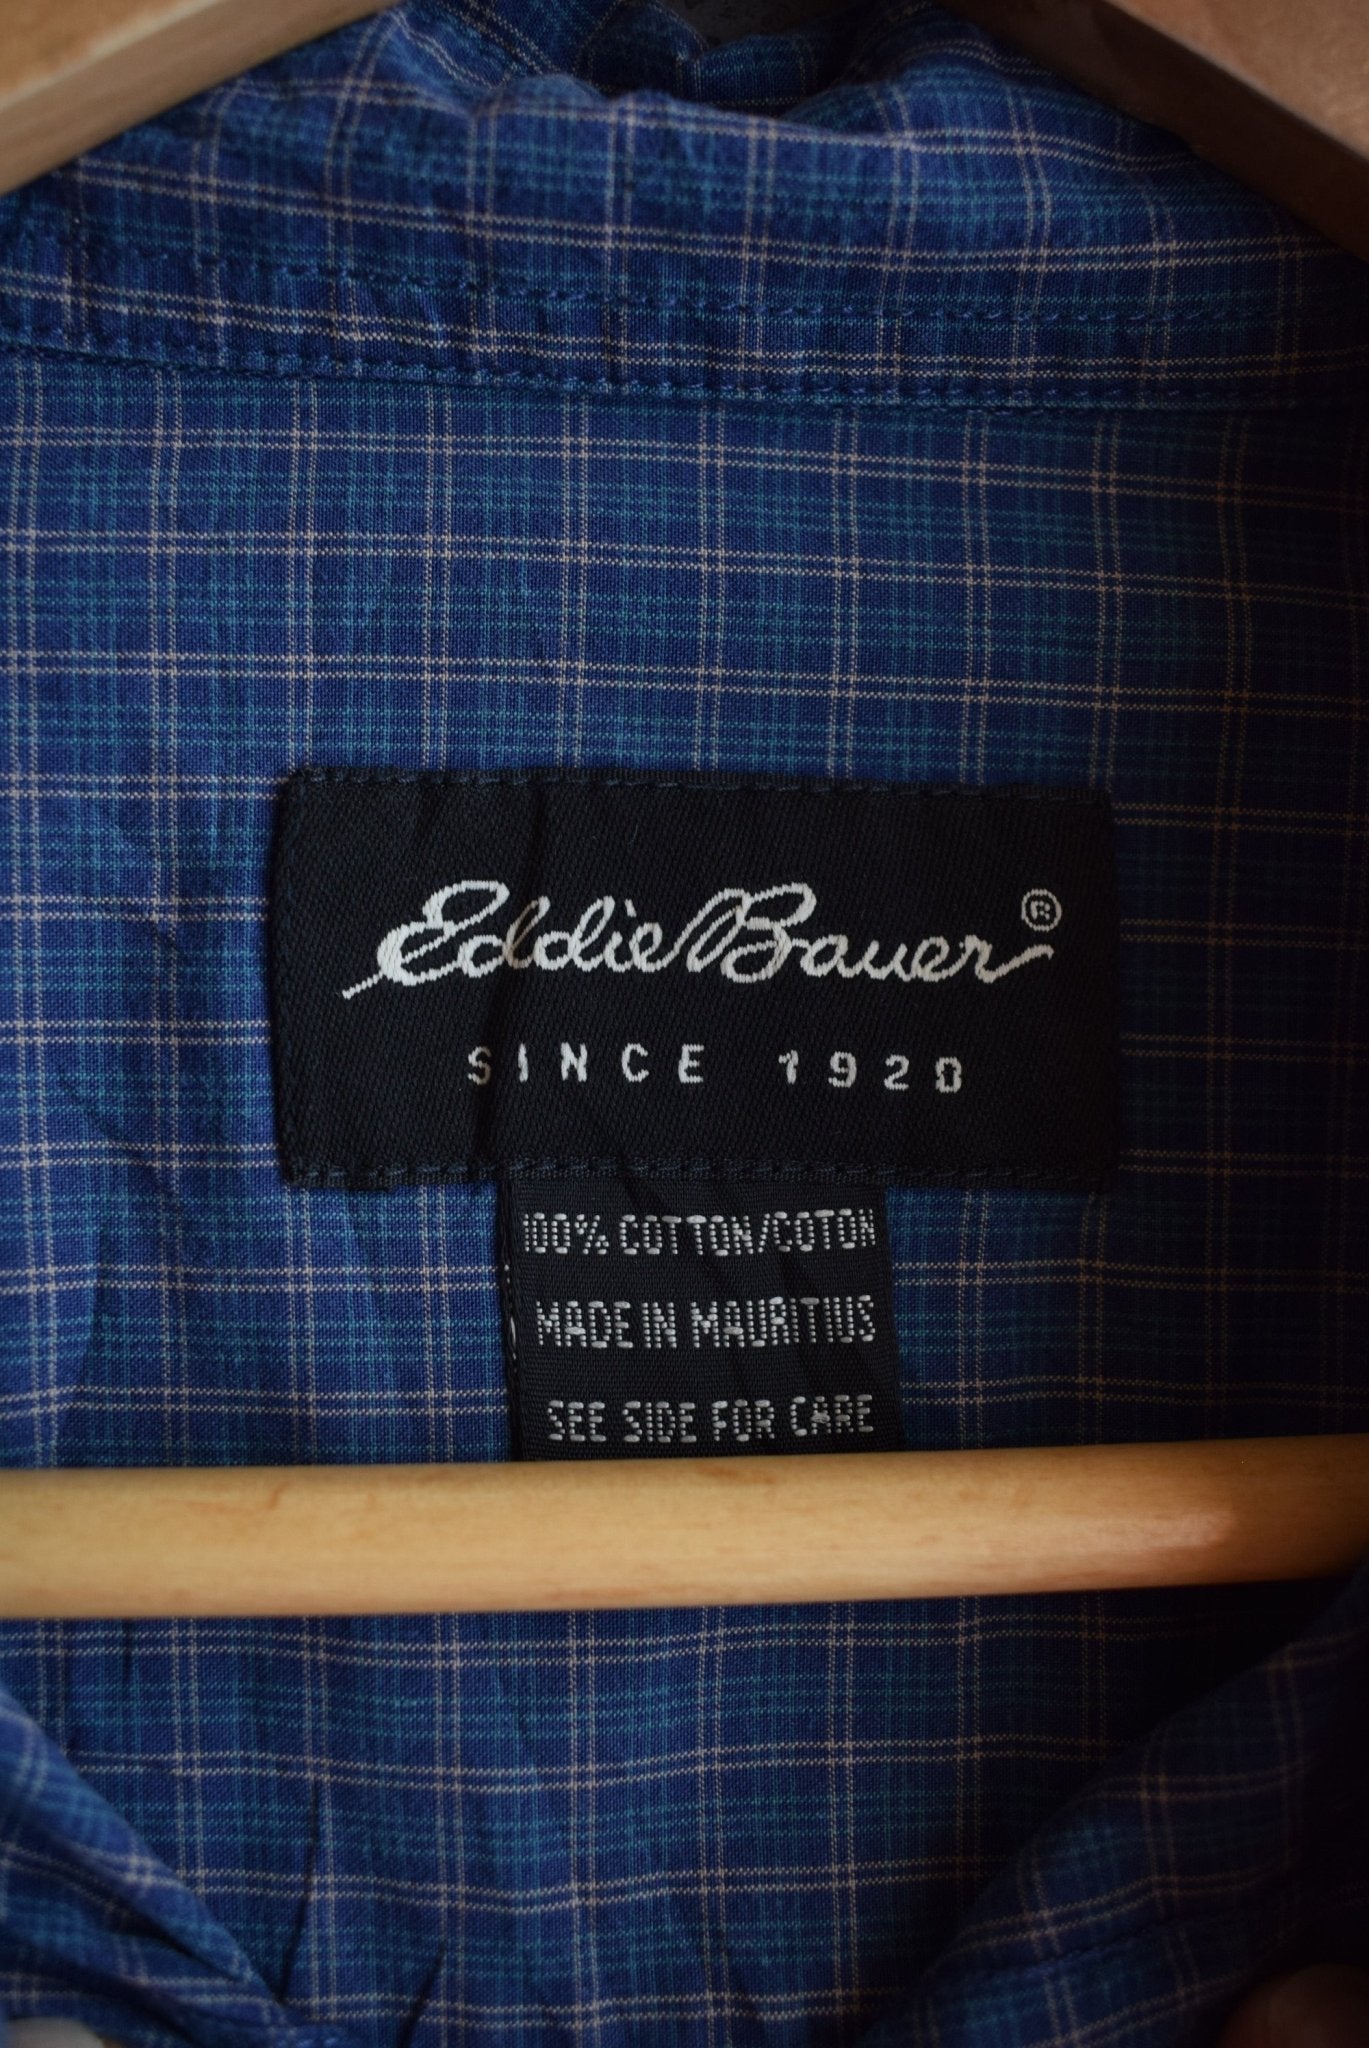 Eddie Bauer®
SINCE 1920
100% COTTON/COTON
MADE IN MAURITIUS
SEE SIDE FOR CARE